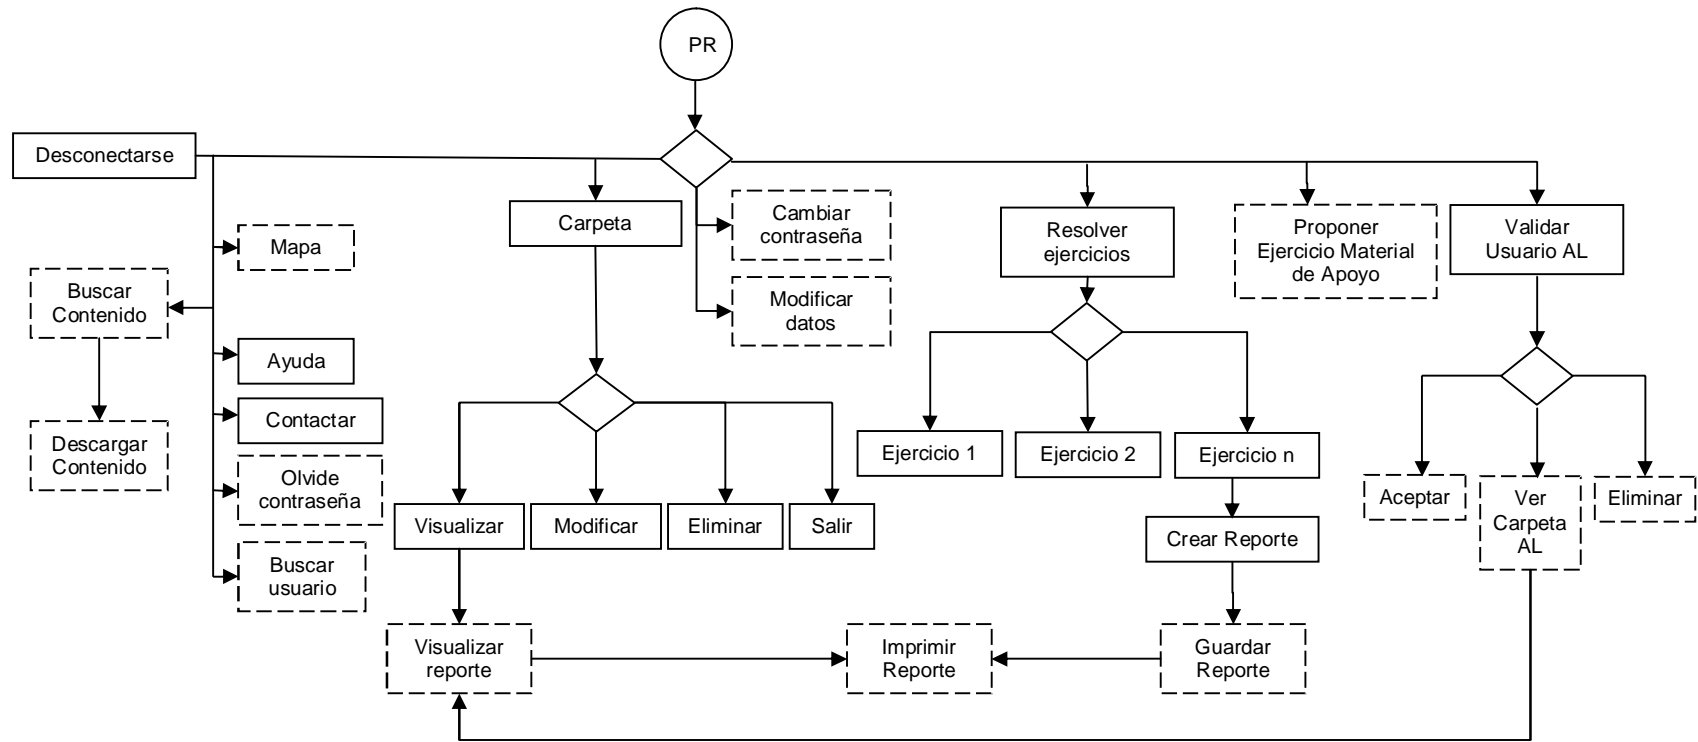 PR
Desconectarse
Mapa
Buscar
Contenido
Descargar
Contenido
Ayuda
Contactar
Olvide
contraseña
Buscar
usuario
Carpeta
Cambiar
contraseña
Modificar
datos
Visualizar
Modificar
Eliminar
Salir
Visualizar
reporte
Imprimir
Reporte
Resolver
ejercicios
Ejercicio 1
Ejercicio 2
Ejercicio n
Crear Reporte
Guardar
Reporte
Proponer
Ejercicio Material
de Apoyo
Validar
Usuario AL
Aceptar
Ver
Carpeta
AL
Eliminar